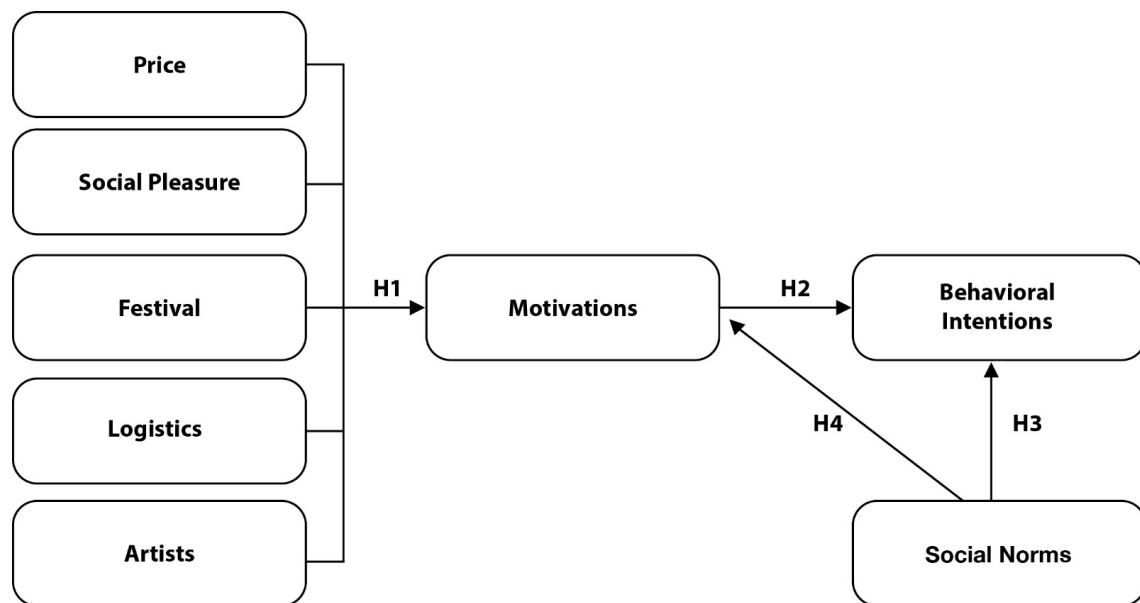 Price
Social Pleasure
Festival
Logistics
Artists
H1
Motivations
H2
Behavioral
Intentions
H4
H3
Social Norms